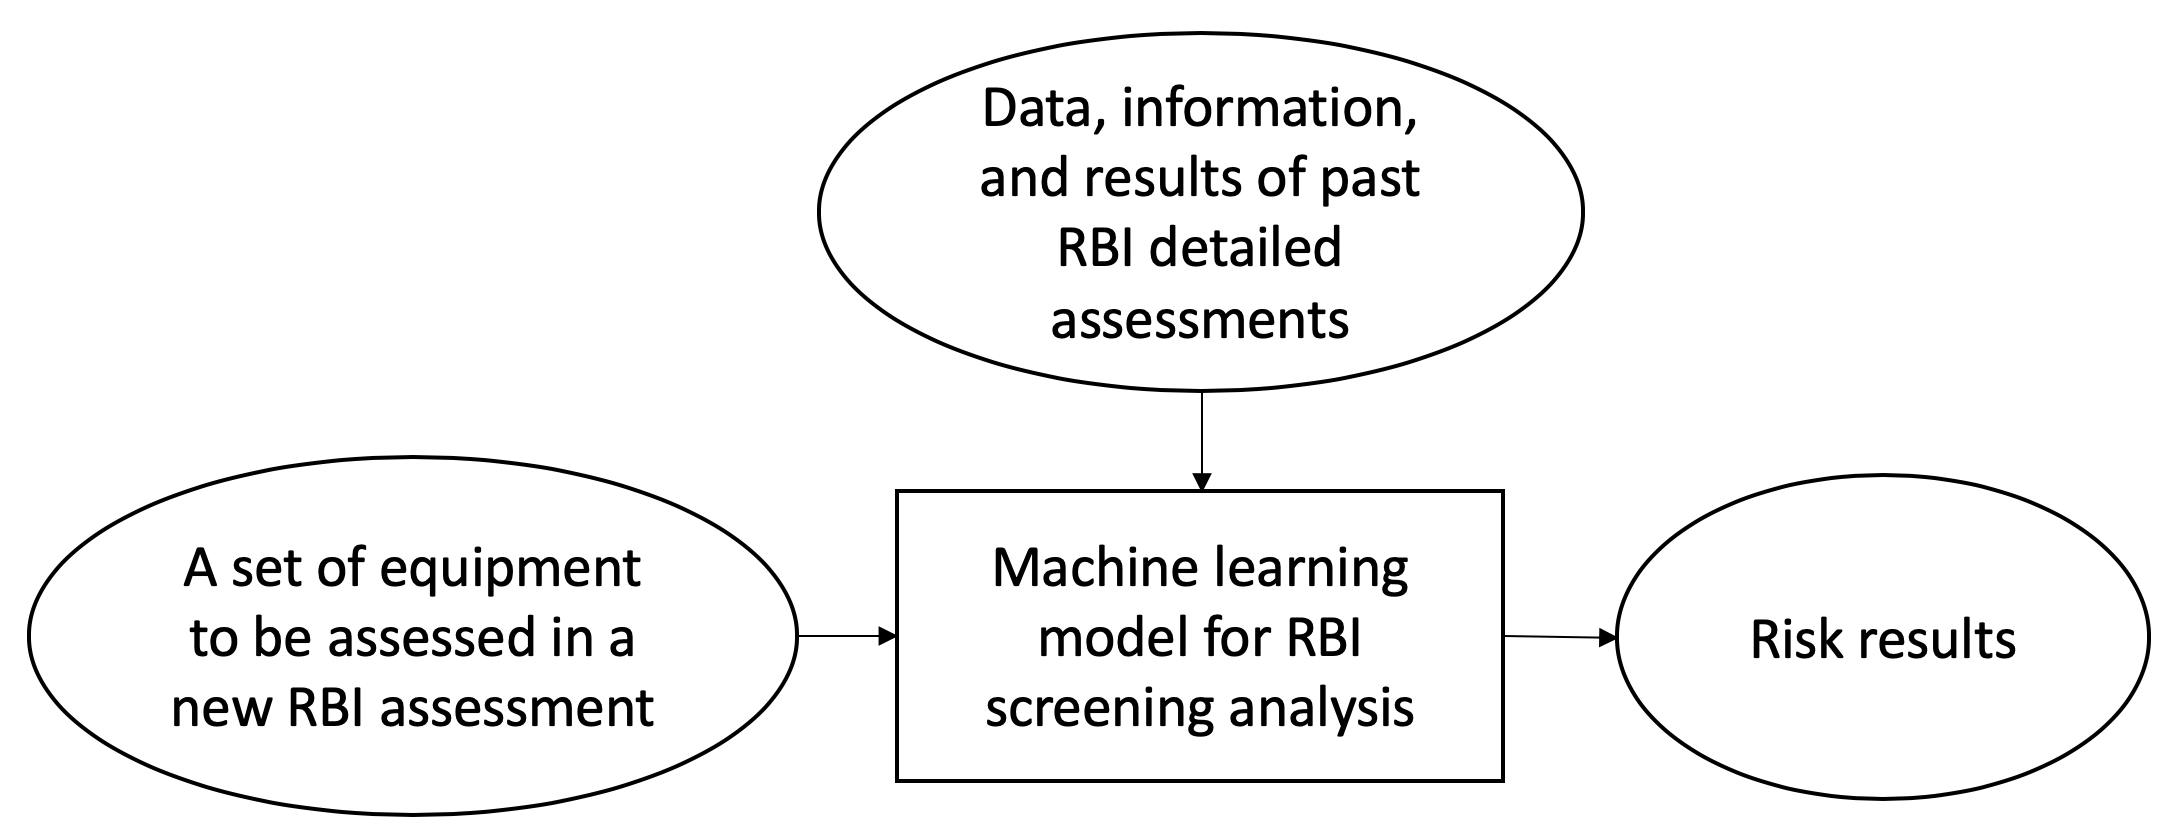 Data, information,
and results of past
RBI detailed
assessments
A set of equipment
to be assessed in a
new RBI assessment
Machine learning
model for RBI
screening analysis
Risk results